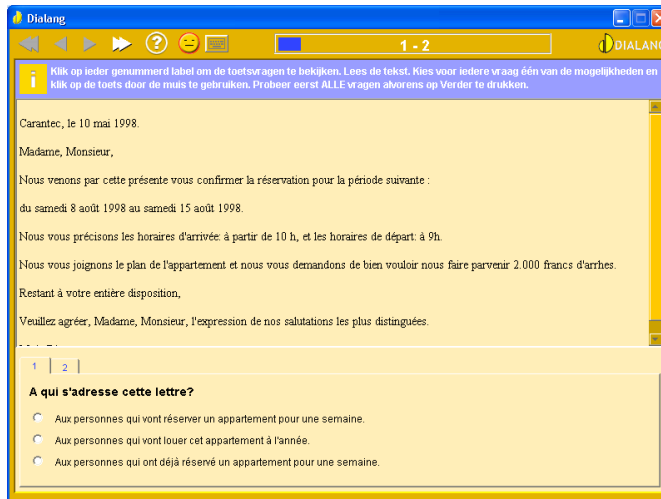 Dialang
1 - 2
DIALANG
i
Klik op ieder genummerd label om de toetsvragen te bekijken. Lees de tekst. Kies voor iedere vraag één van de mogelijkheden en
klik op de toets door de muis te gebruiken. Probeer eerst ALLE vragen alvorens op Verder te drukken.
Carantec, le 10 mai 1998.
Madame, Monsieur,
Nous venons par cette présente vous confirmer la réservation pour la période suivante :
du samedi 8 août 1998 au samedi 15 août 1998.
Nous vous précisons les horaires d'arrivée: à partir de 10 h, et les horaires de départ: à 9h.
Nous vous joignons le plan de l'appartement et nous vous demandons de bien vouloir nous faire parvenir 2.000 francs d'arrhes.
Restant à votre entière disposition,
Veuillez agréer, Madame, Monsieur, l'expression de nos salutations les plus distinguées.
1
2
A qui s'adresse cette lettre?
Aux personnes qui vont réserver un appartement pour une semaine.
Aux personnes qui vont louer cet appartement à l'année.
Aux personnes qui ont déjà réservé un appartement pour une semaine.